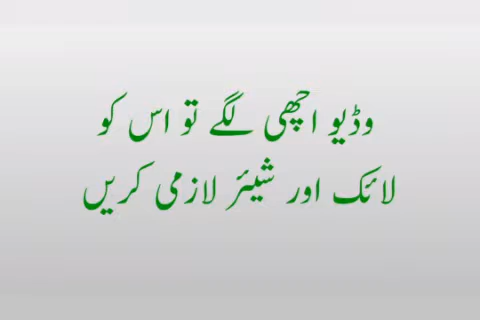 وڈیو اچھی لگے تو اس کو
لائک اور شیئر لازمی کریں